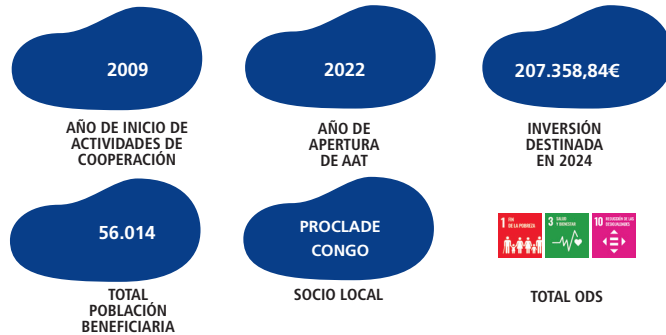 2009
AÑO DE INICIO DE
ACTIVIDADES DE
COOPERACIÓN
2022
AÑO DE
APERTURA
DE AAT
207.358,84€
INVERSIÓN
DESTINADA
EN 2024
56.014
TOTAL
POBLACIÓN
BENEFICIARIA
PROCLADE
CONGO
SOCIO LOCAL
1 FIN
DE LA POBREZA
3 SALUD
Y BIENESTAR
10 REDUCCIÓN DE LAS
DESIGUALDADES
TOTAL ODS